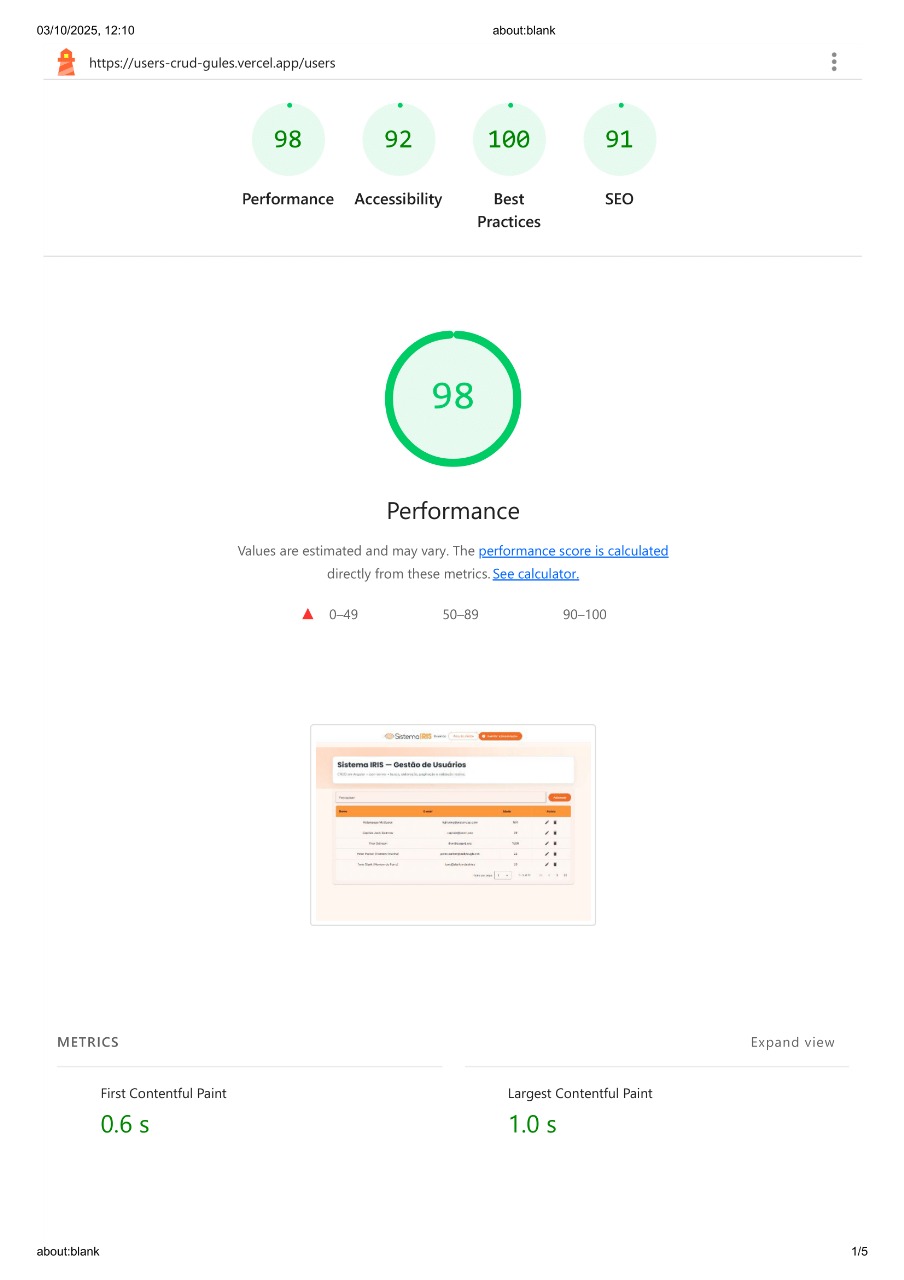 03/10/2025, 12:10
about:blank
https://users-crud-gules.vercel.app/users
98
92
100
91
Performance
Accessibility
Best
Practices
SEO
98
Performance
Values are estimated and may vary. The performance score is calculated
directly from these metrics. See calculator.
0–49
50–89
90–100
Sistema IRIS
Sistema IRIS — Gestão de Usuários
METRICS
Expand view
First Contentful Paint
0.6 s
Largest Contentful Paint
1.0 s
about:blank
1/5